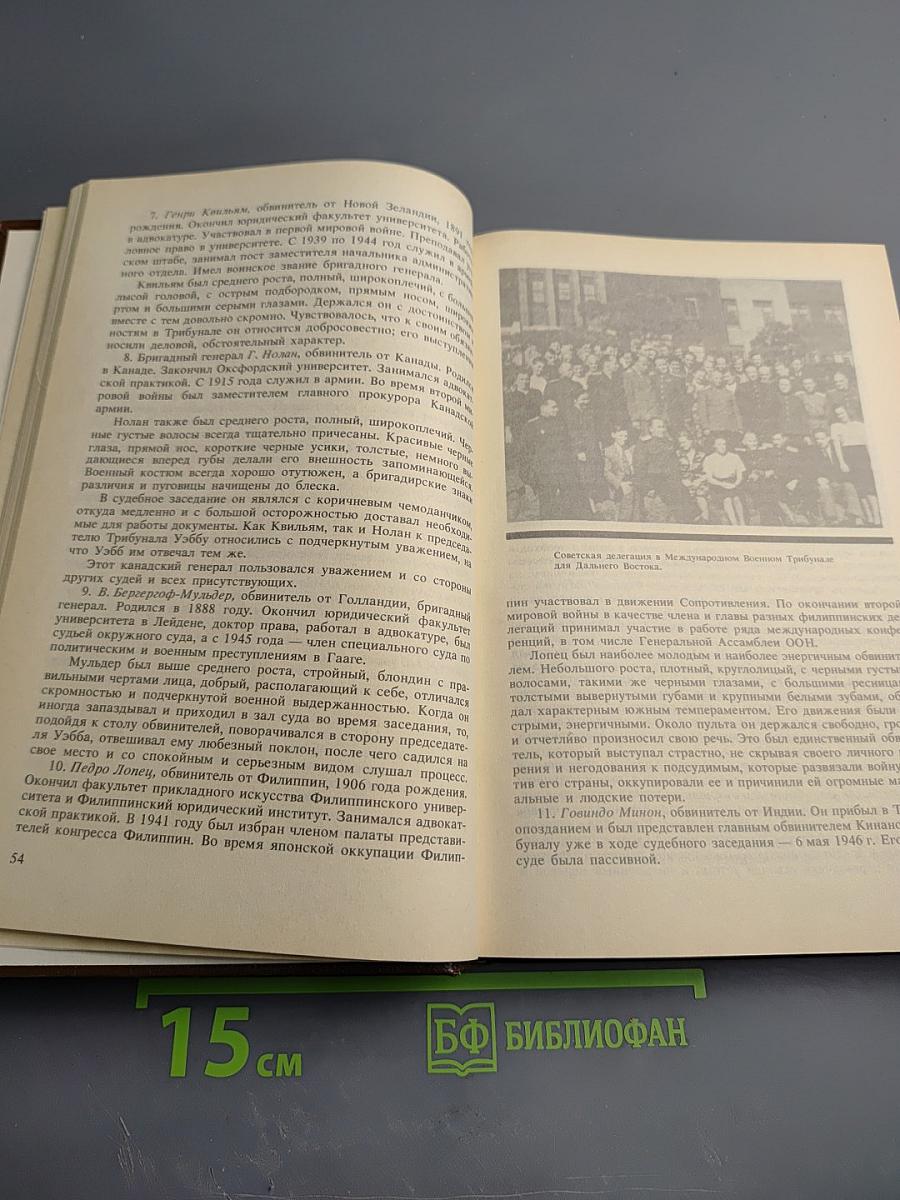 7. Генри Квильям, обвинитель от Новой Зеландии, 1891
рождения. Окончил юридический факультет университета.
в адвокатуре. Участвовал в первой мировой войне. Преподавал
ловное право в университете. С 1939 по 1944 год служил в
ском штабе, занимал пост заместителя начальника
ного отдела. Имел воинское звание бригадного генерала.
Квильям был среднего роста, полный, широкоплечий, с
лысой головой, с острым подбородком, прямым носом,
ртом и большими серыми глазами. Держался он с достоинством
вместе с тем довольно скромно. Чувствовалось, что к своим
ностям в Трибунале он относится добросовестно; его
носили деловой, обстоятельный характер.
8. Бригадный генерал Г. Нолан, обвинитель от Канады. Родился
в Канаде. Закончил Оксфордский университет. Занимался адвокат-
ской практикой. С 1915 года служил в армии. Во время второй ми-
ровой войны был заместителем главного прокурора Канадской
армии.
Нолан также был среднего роста, полный, широкоплечий. Чер-
ные густые волосы всегда тщательно причесаны. Красивые черные
глаза, прямой нос, короткие черные усики, толстые, немного вы-
дающиеся вперед губы делали его внешность запоминающейся.
Военный костюм всегда хорошо отутюжен, а бригадирские знаки
различия и пуговицы начищены до блеска.
В судебное заседание он являлся с коричневым чемоданчиком,
откуда медленно и с большой осторожностью доставал необходи-
мые для работы документы. Как Квильям, так и Нолан к председа-
телю Трибунала Уэббу относились с подчеркнутым уважением, на
что Уэбб им отвечал тем же.
Этот канадский генерал пользовался уважением и со стороны
других судей и всех присутствующих.
9. В. Бергергоф-Мульдер, обвинитель от Голландии, бригадный
генерал. Родился в 1888 году. Окончил юридический факультет
университета в Лейдене, доктор права, работал в адвокатуре, был
судьей окружного суда, а с 1945 года — член специального суда по
политическим и военным преступлениям в Гааге.
Мульдер был выше среднего роста, стройный, блондин с пра-
вильными чертами лица, добрый, располагающий к себе, отличался
скромностью и подчеркнутой военной выдержанностью. Когда он
иногда запаздывал и приходил в зал суда во время заседания, то,
подойдя к столу обвинителей, поворачивался в сторону председате-
ля Уэбба, отвешивал ему любезный поклон, после чего садился на
свое место и со спокойным и серьезным видом слушал процесс.
10. Педро Лопец, обвинитель от Филиппин, 1906 года рождения.
Окончил факультет прикладного искусства Филиппинского универ-
ситета и Филиппинский юридический институт. Занимался адвокат-
ской практикой. В 1941 году был избран членом палаты представи-
телей конгресса Филиппин. Во время японской оккупации Филип-
54
Советская делегация в Международном Военном Трибунале
для Дальнего Востока.
пин участвовал в движении Сопротивления. По окончании второй
мировой войны в качестве члена и главы разных филиппинских де-
легаций принимал участие в работе ряда международных конфе-
ренций, в том числе Генеральной Ассамблеи ООН.
Лопец был наиболее молодым и наиболее энергичным обвините-
лем. Небольшого роста, плотный, круглолицый, с черными густы
волосами, такими же черными глазами, с большими ресницам
толстыми вывернутыми губами и крупными белыми зубами, об
дал характерным южным темпераментом. Его движения были
стрыми, энергичными. Около пульта он держался свободно, гро
и отчетливо произносил свою речь. Это был единственный обв
тель, который выступал страстно, не скрывая своего личного
рения и негодования к подсудимым, которые развязали войну
тив его страны, оккупировали ее и причинили ей огромные ма
альные и людские потери.
11. Говиндо Минон, обвинитель от Индии. Он прибыл в Т
опозданием и был представлен главным обвинителем Кинанс
буналу уже в ходе судебного заседания — 6 мая 1946 г. Его
суде была пассивной.
15 см
БФ БИБЛИОФАН